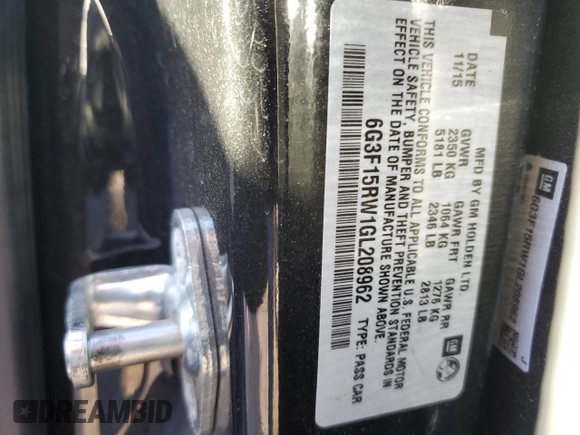 MFD BY GM HOLDEN LTD
DATE GVWR GAWR FRT GAWR RR
11/15 2350 KG 1064 KG 1276 KG
5181 LB 2346 LB 2813 LB
THIS VEHICLE CONFORMS TO ALL APPLICABLE U.S. FEDERAL MOTOR
VEHICLE SAFETY, BUMPER AND THEFT PREVENTION STANDARDS IN
EFFECT ON THE DATE OF MANUFACTURE SHOWN ABOVE.
6G3F15RW1GL208962 TYPE: PASS CAR
GM
GM
6G3F15RW1GL208962
DREAMBID